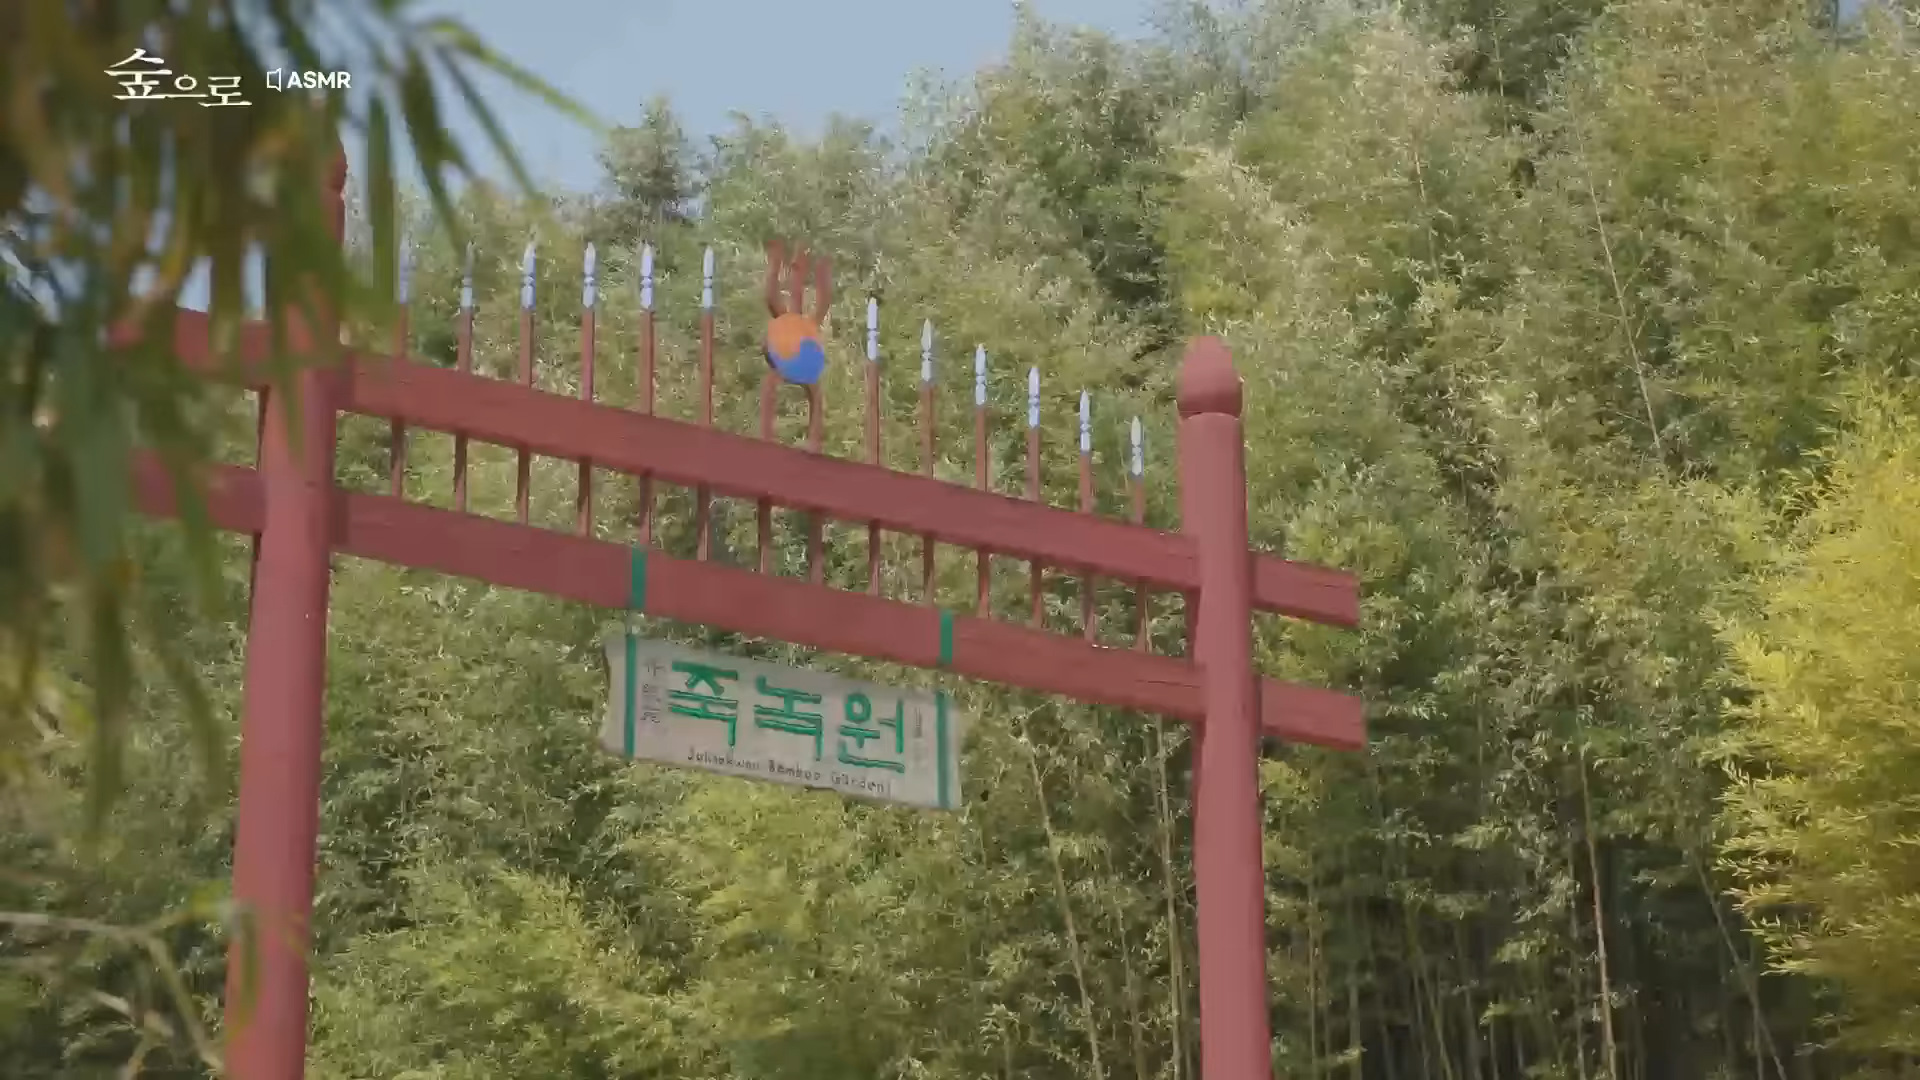 숲으로 ASMR
죽녹원
Juknokwon Bamboo Garden